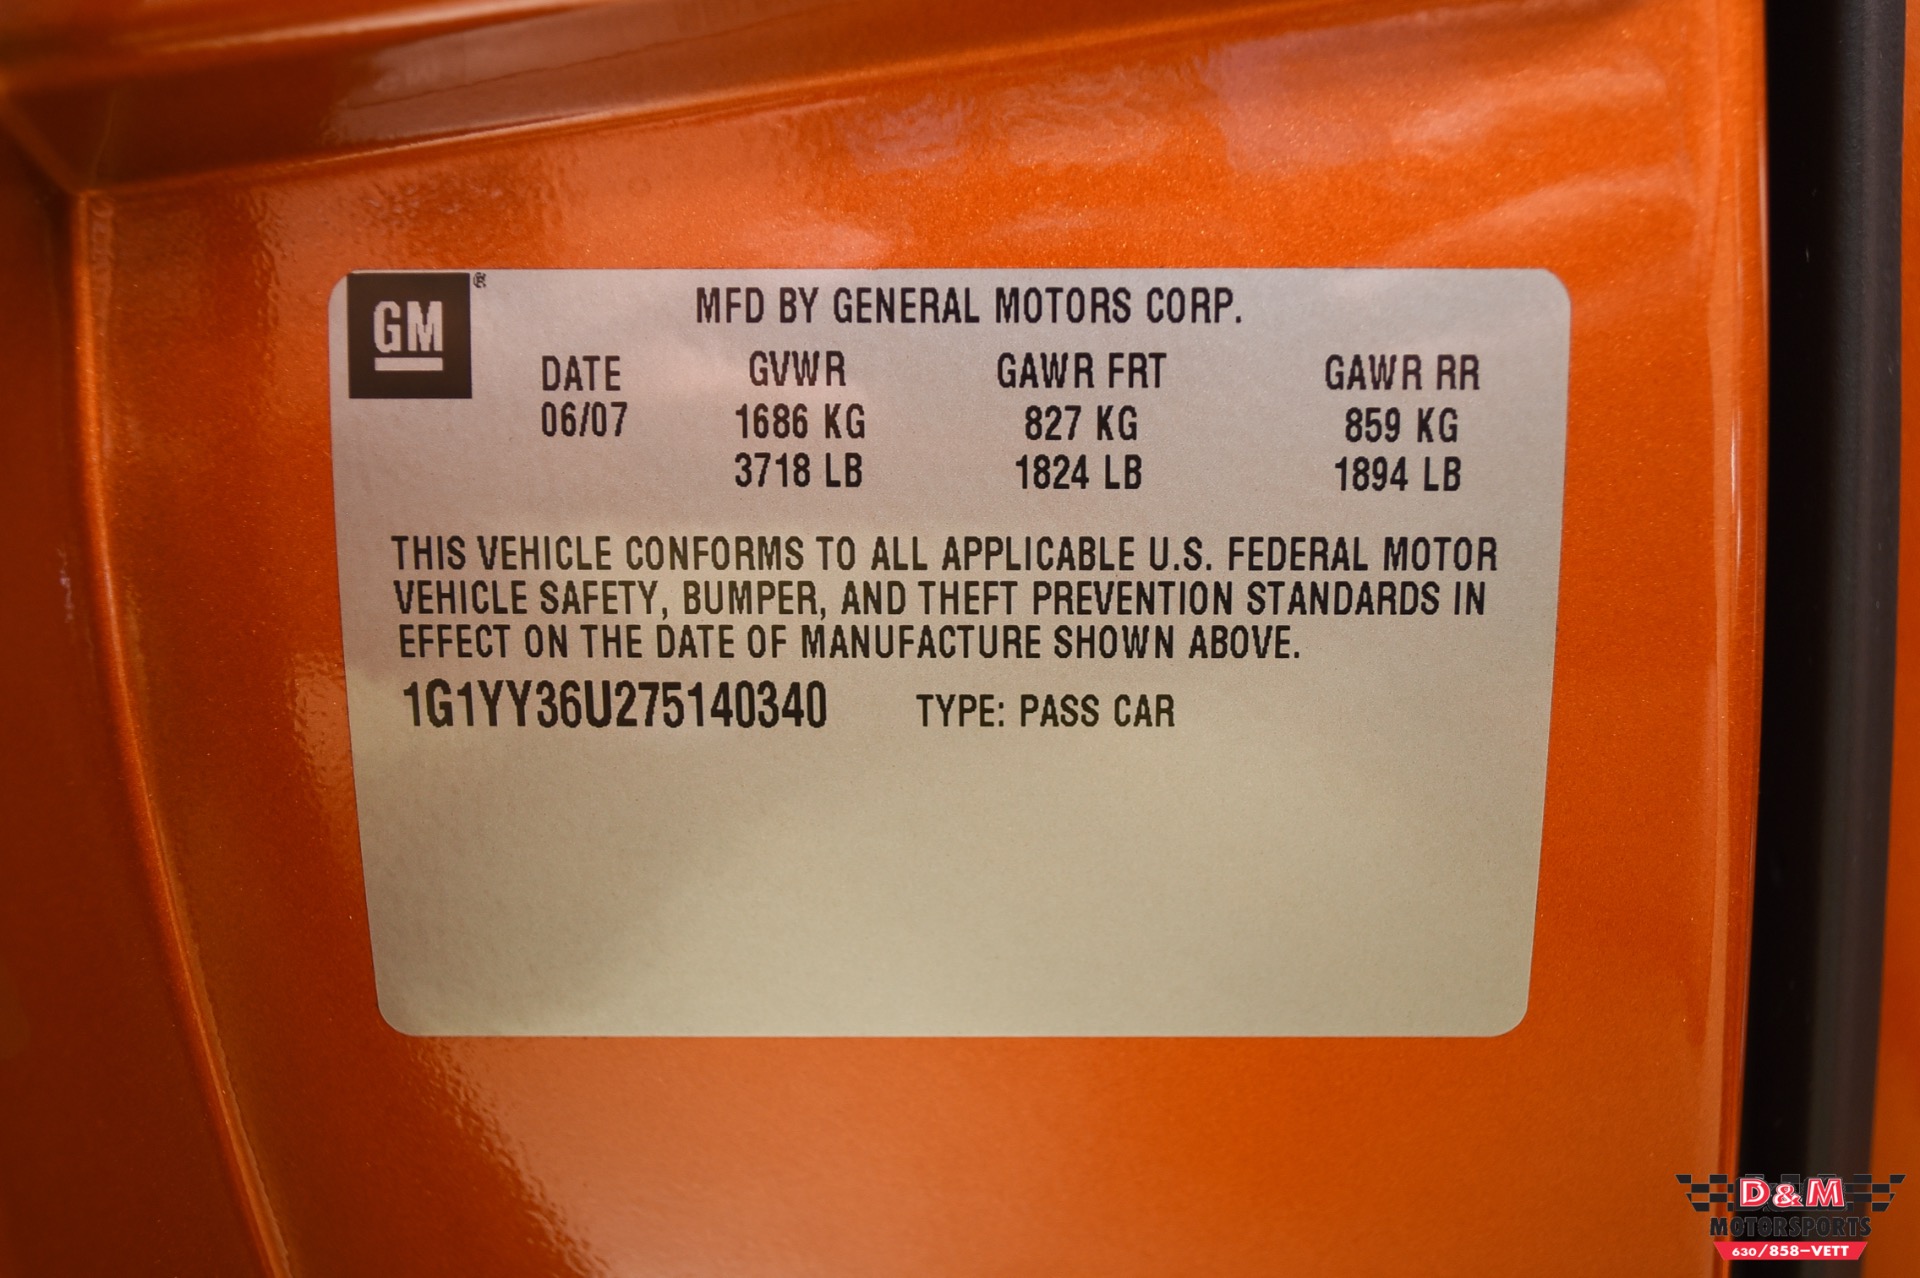 GM ®
MFD BY GENERAL MOTORS CORP.
DATE GVWR GAWR FRT GAWR RR
06/07 1686 KG 827 KG 859 KG
3718 LB 1824 LB 1894 LB
THIS VEHICLE CONFORMS TO ALL APPLICABLE U.S. FEDERAL MOTOR
VEHICLE SAFETY, BUMPER, AND THEFT PREVENTION STANDARDS IN
EFFECT ON THE DATE OF MANUFACTURE SHOWN ABOVE.
1G1YY36U275140340 TYPE: PASS CAR
D&M
MOTORSPORTS
630/858-VETT